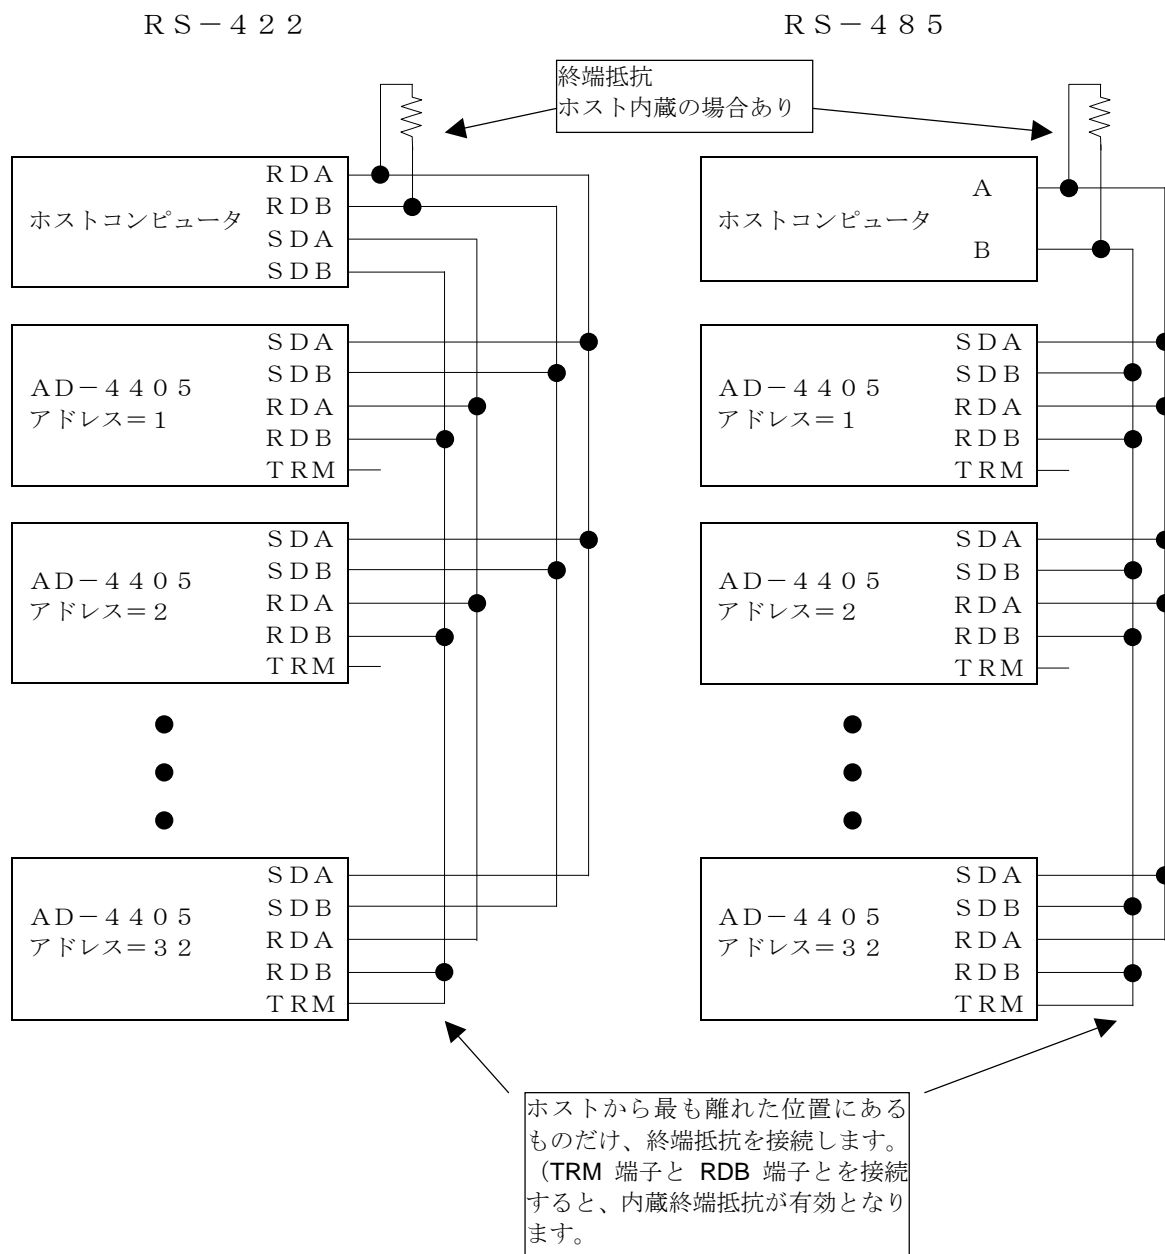 ＲＳ－４２２
ＲＳ－４８５
終端抵抗
ホスト内蔵の場合あり
ホストコンピュータ
ＲＤＡ
ＲＤＢ
ＳＤＡ
ＳＤＢ
ＡＤ－４４０５
アドレス＝１
ＳＤＡ
ＳＤＢ
ＲＤＡ
ＲＤＢ
ＴＲＭ
ＡＤ－４４０５
アドレス＝２
ＳＤＡ
ＳＤＢ
ＲＤＡ
ＲＤＢ
ＴＲＭ
ＡＤ－４４０５
アドレス＝３２
ＳＤＡ
ＳＤＢ
ＲＤＡ
ＲＤＢ
ＴＲＭ
ホストコンピュータ
Ａ
Ｂ
ＡＤ－４４０５
アドレス＝１
ＳＤＡ
ＳＤＢ
ＲＤＡ
ＲＤＢ
ＴＲＭ
ＡＤ－４４０５
アドレス＝２
ＳＤＡ
ＳＤＢ
ＲＤＡ
ＲＤＢ
ＴＲＭ
ＡＤ－４４０５
アドレス＝３２
ＳＤＡ
ＳＤＢ
ＲＤＡ
ＲＤＢ
ＴＲＭ
ホストから最も離れた位置にある
ものだけ、終端抵抗を接続します。
（TRM 端子と RDB 端子とを接続
すると、内蔵終端抵抗が有効となり
ます。